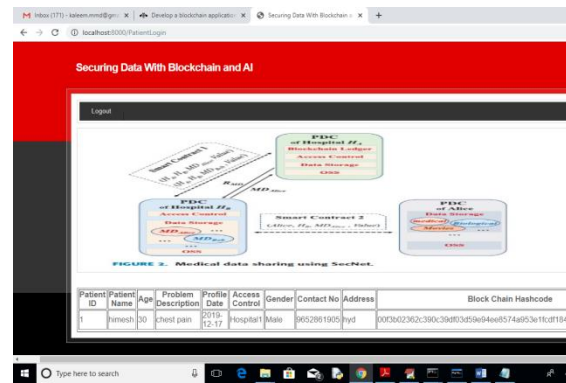 Inbox (171) - kaleem.mmd@gm
Develop a blockchain applicatio
Securing Data With Blockchain a
localhost:8000/PatientLogin
Securing Data With Blockchain and AI
Logout
PDC
of Hospital
Blockchain Ledger
Access Control
Data Storage
OSS
Smart Contract 1
PDC
of Hospital
Access Control
Data Storage
...
OSS
Smart Contract 2
PDC
of Alice
Data Storage
Medical Biological
Movies ...
OSS
FIGURE 2. Medical data sharing using SecNet.
Patient ID Patient Name Age Problem Description Profile Date Access Control Gender Contact No Address Block Chain Hashcode
1 himesh 30 chest pain 2019-12-17 Hospital1 Male 9652861905 hyd
Type here to search